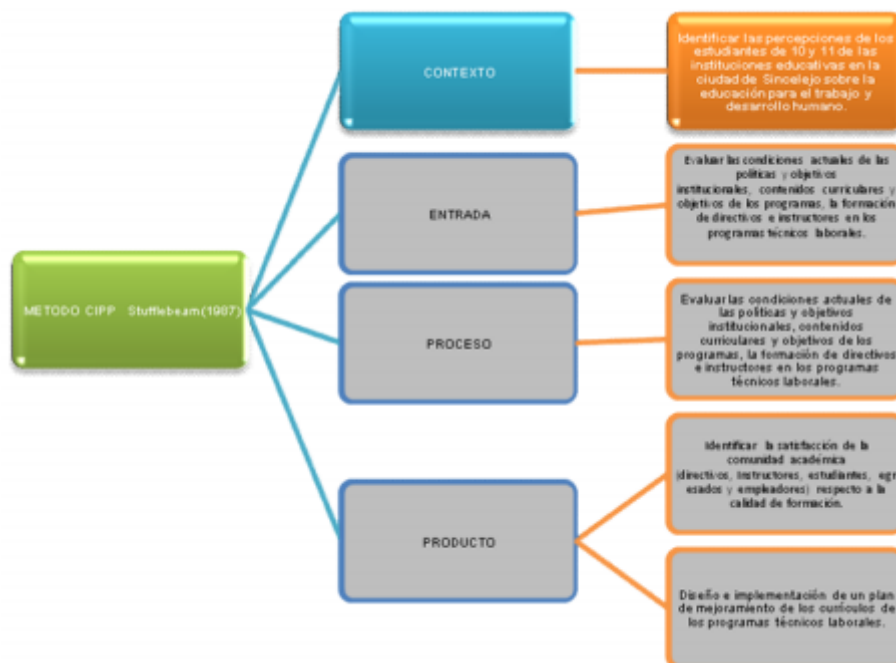 METODO CIPP Stufflebeam(1987)
CONTEXTO
Identificar las percepciones de los
estudiantes de 10 y 11 de las
instituciones educativas en la
ciudad de Sincelejo sobre la
educación para el trabajo y
desarrollo humano.
ENTRADA
Evaluar las condiciones actuales de las
políticas y objetivos
institucionales, contenidos curriculares y
objetivos de los programas, la formación
de directivos e instructores en los
programas técnicos laborales.
PROCESO
Evaluar las condiciones actuales de
las políticas y objetivos
institucionales, contenidos
curriculares y objetivos de los
programas, la formación de directivos
e instructores en los programas
técnicos laborales.
PRODUCTO
Identificar la satisfacción de la
comunidad académica
(directivos, instructores, estudiantes, egr
esados y empleadores) respecto a la
calidad de formación.
Diseño e implementación de un plan
de mejoramiento de los currículos de
los programas técnicos laborales.